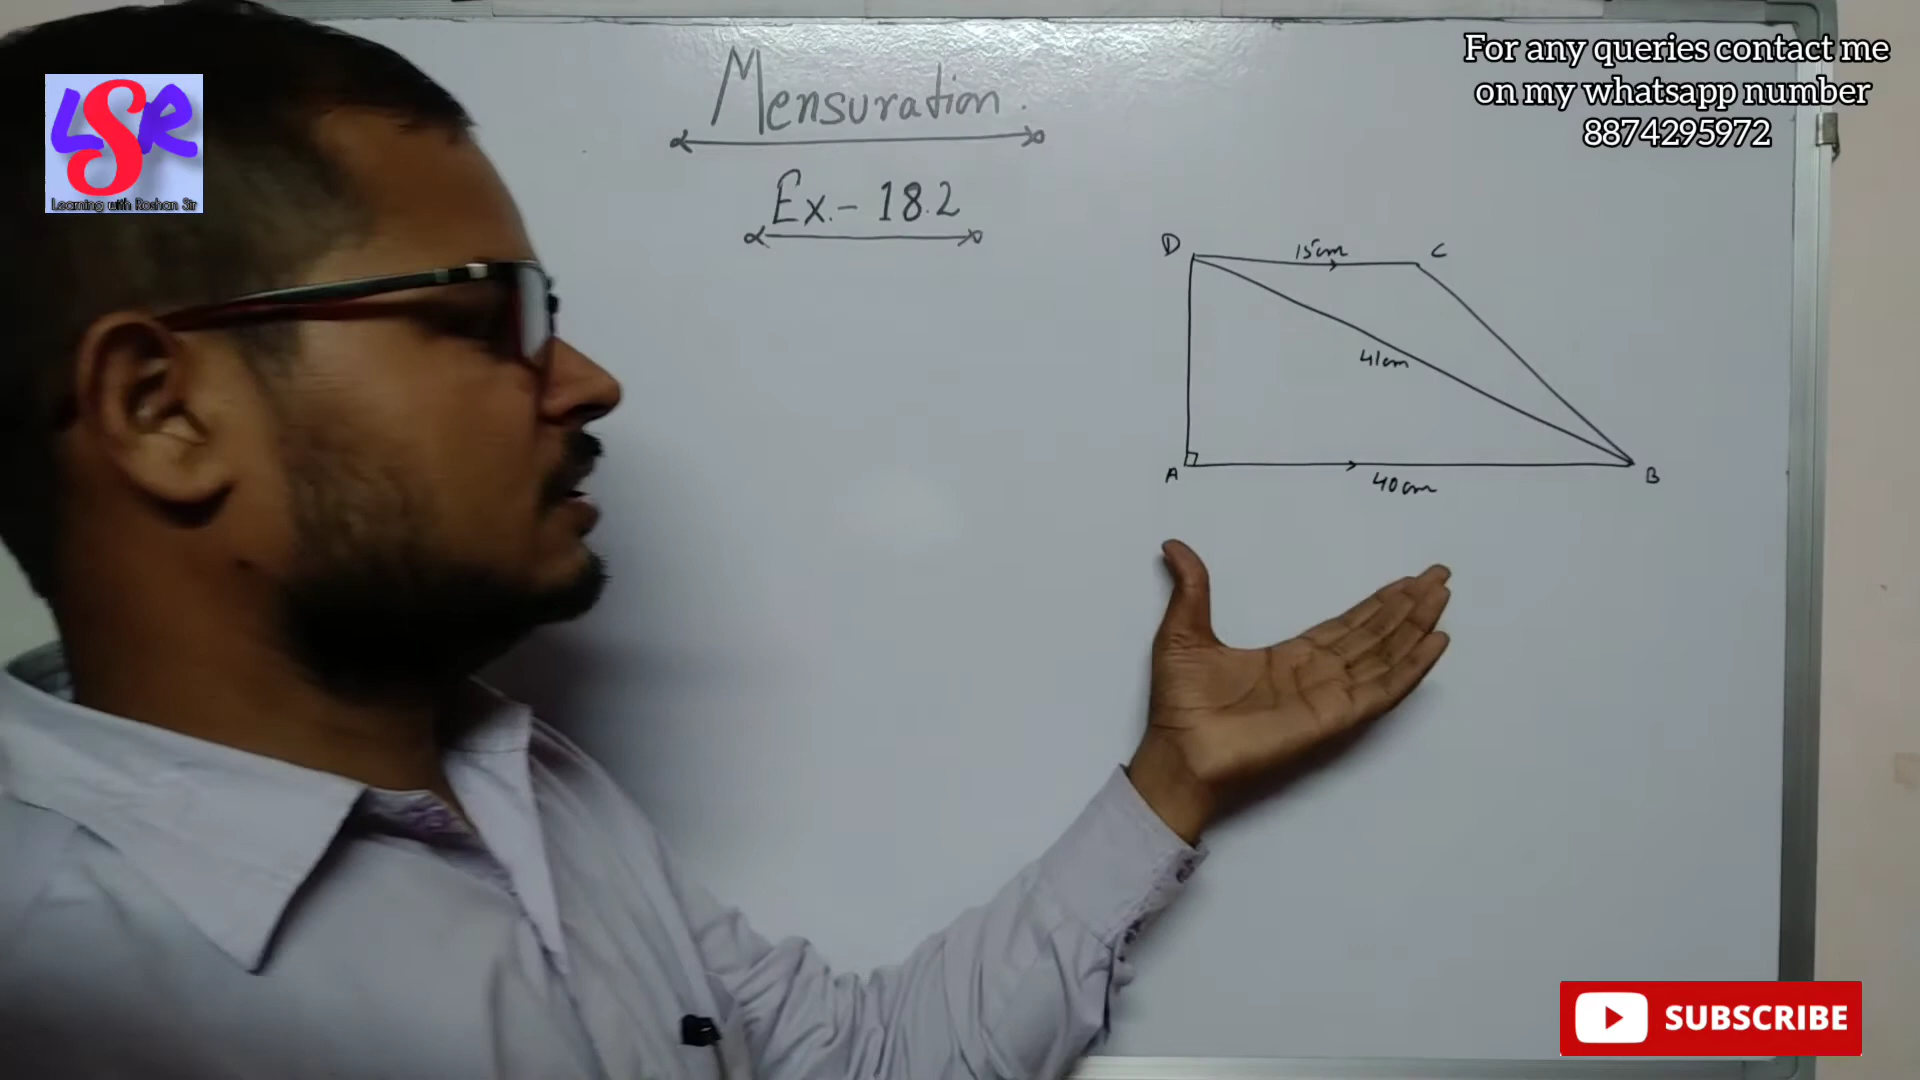 LSR
Learning with Roshan Sir
For any queries contact me
on my whatsapp number
8874295972
Mensuration.
Ex.- 18.2
D 15cm C
41cm
A 40cm B
SUBSCRIBE